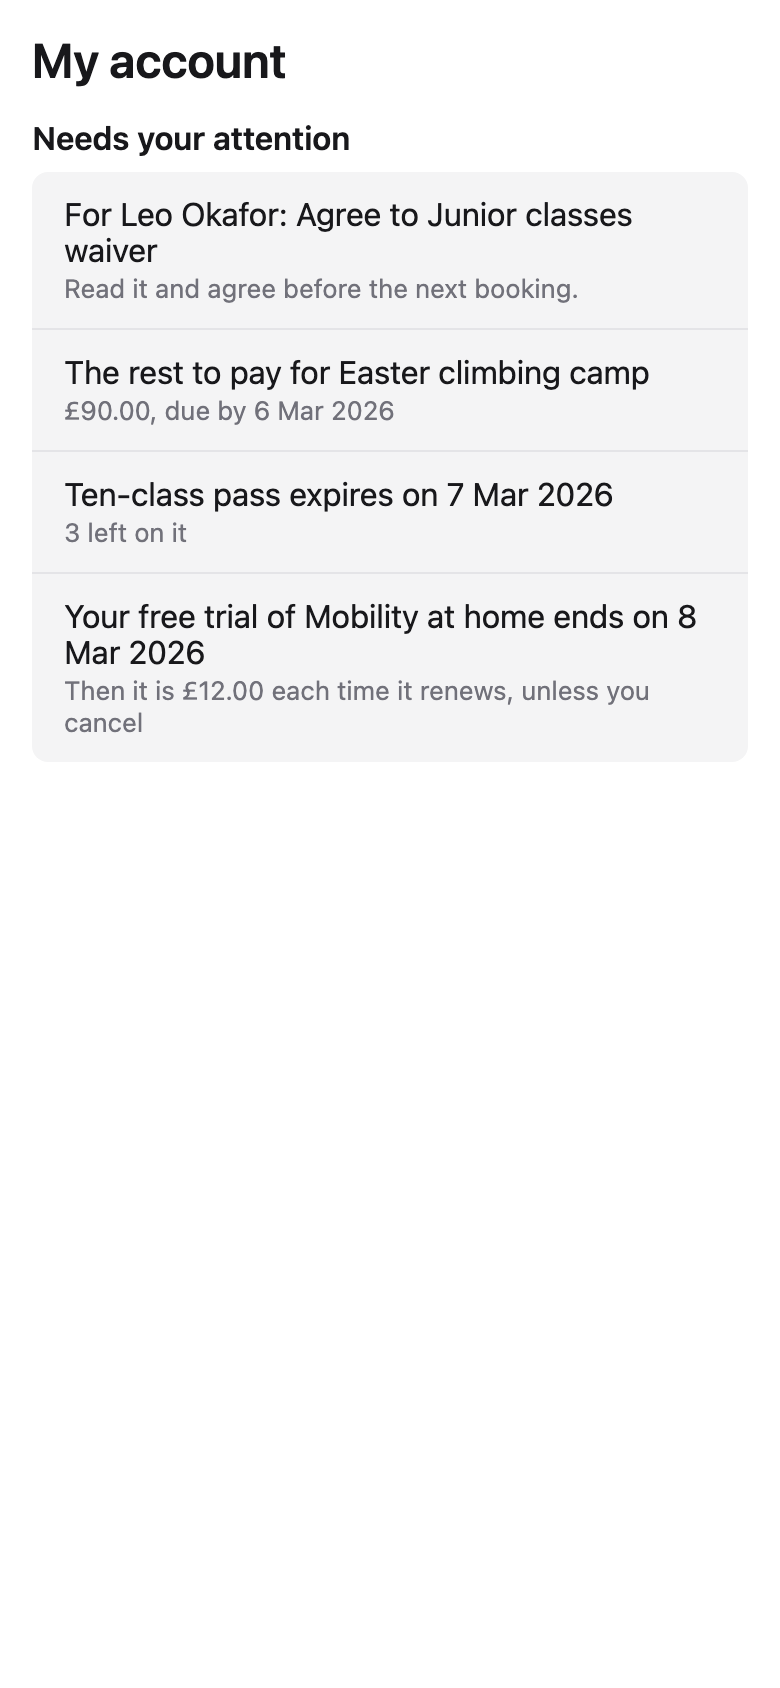 My account
Needs your attention
For Leo Okafor: Agree to Junior classes
waiver
Read it and agree before the next booking.
The rest to pay for Easter climbing camp
£90.00, due by 6 Mar 2026
Ten-class pass expires on 7 Mar 2026
3 left on it
Your free trial of Mobility at home ends on 8
Mar 2026
Then it is £12.00 each time it renews, unless you
cancel